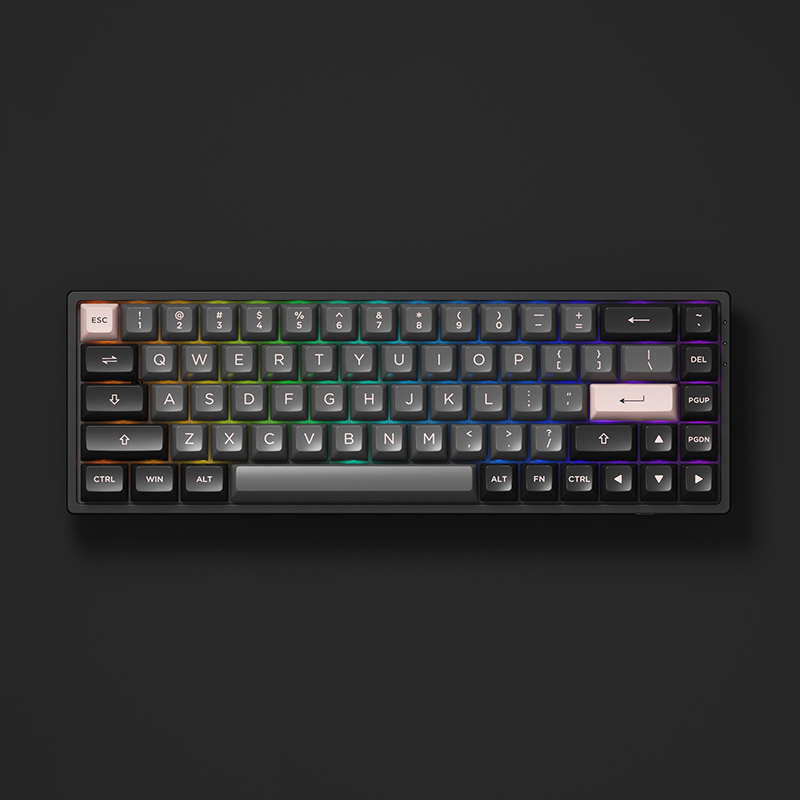 ESC ! 1 @ 2 # 3 $ 4 % 5 ^ 6 & 7 * 8 ( 9 ) 0 — – + = ← ~ `
⇌ Q W E R T Y U I O P { [ } ] | \ DEL
⇩ A S D F G H J K L : ; " ' ↵ PGUP
⇧ Z X C V B N M < , > . ? / ⇧ ▲ PGDN
CTRL WIN ALT ALT FN CTRL ◀ ▼ ▶